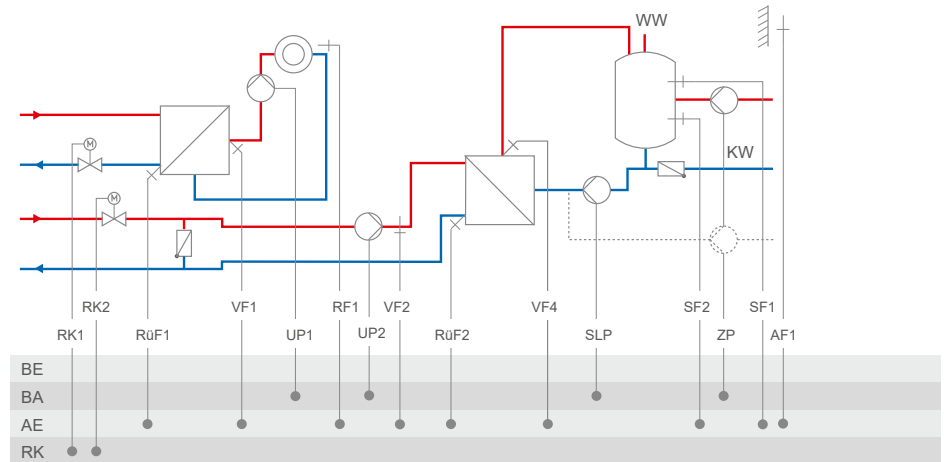 WW
M
KW
M
RK2 VF1 RF1 VF2 VF4 SF2 SF1
RK1 RüF1 UP1 UP2 RüF2 SLP ZP AF1
BE
BA
AE
RK